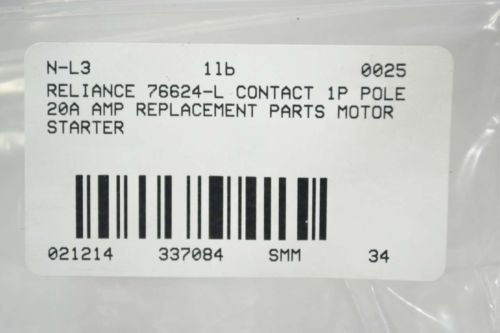 N-L3 1lb 0025
RELIANCE 76624-L CONTACT 1P POLE
20A AMP REPLACEMENT PARTS MOTOR
STARTER
021214 337084 SMM 34